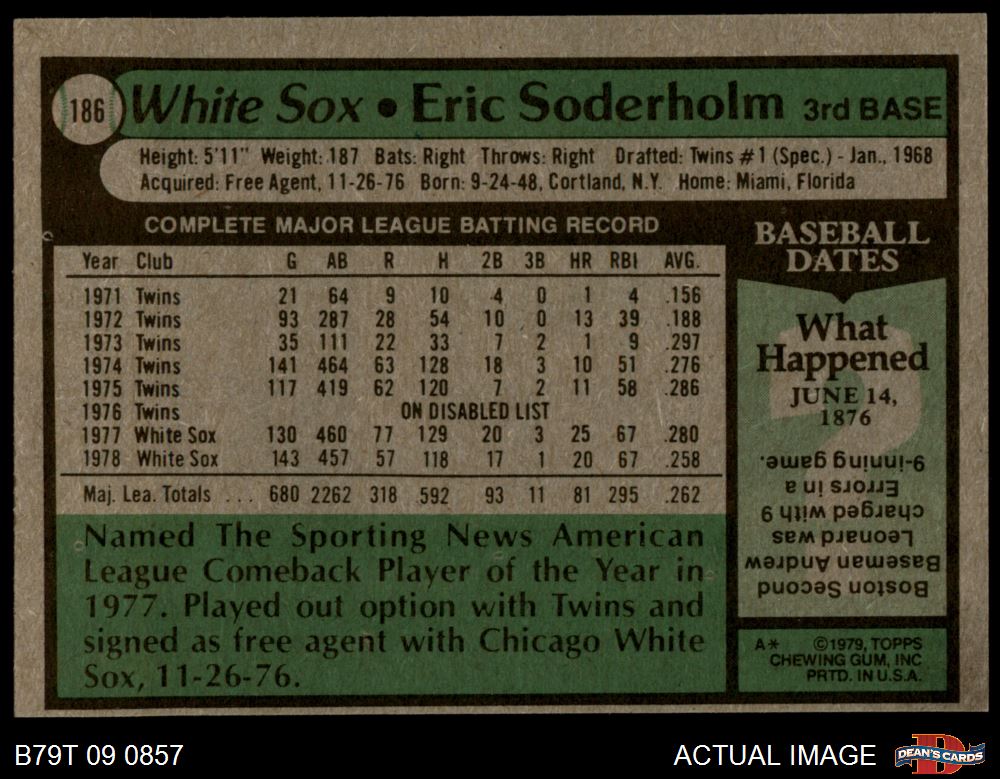 186 White Sox • Eric Soderholm 3rd BASE
Height: 5'11" Weight: 187 Bats: Right Throws: Right Drafted: Twins #1 (Spec.) - Jan., 1968
Acquired: Free Agent, 11-26-76 Born: 9-24-48, Cortland, N.Y. Home: Miami, Florida
COMPLETE MAJOR LEAGUE BATTING RECORD
Year Club G AB R H 2B 3B HR RBI AVG.
1971 Twins 21 64 9 10 4 0 1 4 .156
1972 Twins 93 287 28 54 10 0 13 39 .188
1973 Twins 35 111 22 33 7 2 1 9 .297
1974 Twins 141 464 63 128 18 3 10 51 .276
1975 Twins 117 419 62 120 7 2 11 58 .286
1976 Twins ON DISABLED LIST
1977 White Sox 130 460 77 129 20 3 25 67 .280
1978 White Sox 143 457 57 118 17 1 20 67 .258
Maj. Lea. Totals ... 680 2262 318 592 93 11 81 295 .262
Named The Sporting News American
League Comeback Player of the Year in
1977. Played out option with Twins and
signed as free agent with Chicago White
Sox, 11-26-76.
BASEBALL
DATES
What
Happened
JUNE 14,
1876
Boston Second
Baseman Andrew
Leonard was
charged with 9
Errors in a
9-inning game.
A* ©1979, TOPPS
CHEWING GUM, INC
PRTD. IN U.S.A.
B79T 09 0857
ACTUAL IMAGE
D
DEAN'S CARDS